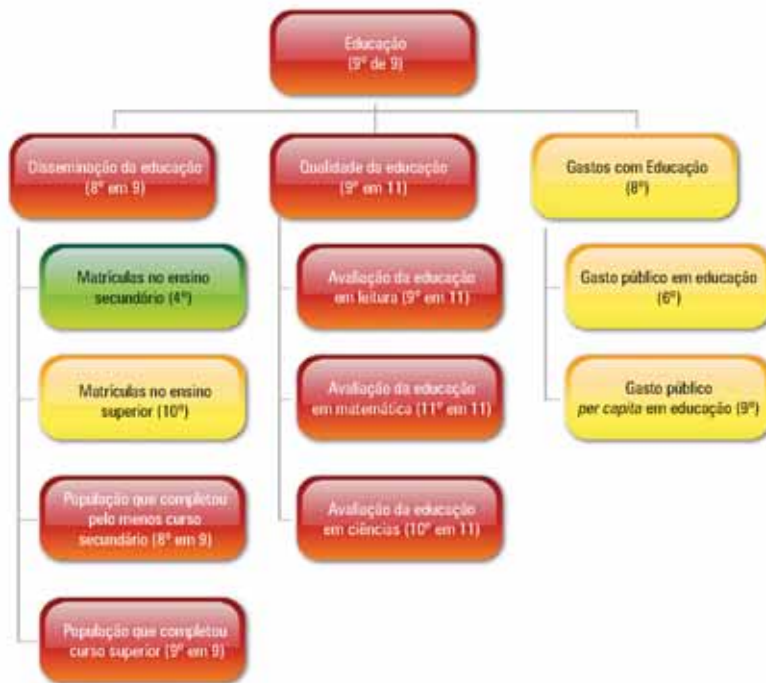 Educação
(9º de 9)
Disseminação da educação
(8º em 9)
Matrículas no ensino
secundário (4º)
Matrículas no ensino
superior (10º)
População que completou
pelo menos curso
secundário (8º em 9)
População que completou
curso superior (9º em 9)
Qualidade da educação
(9º em 11)
Avaliação da educação
em leitura (9º em 11)
Avaliação da educação
em matemática (11º em 11)
Avaliação da educação
em ciências (10º em 11)
Gastos com Educação
(8º)
Gasto público em educação
(6º)
Gasto público
per capita em educação (9º)